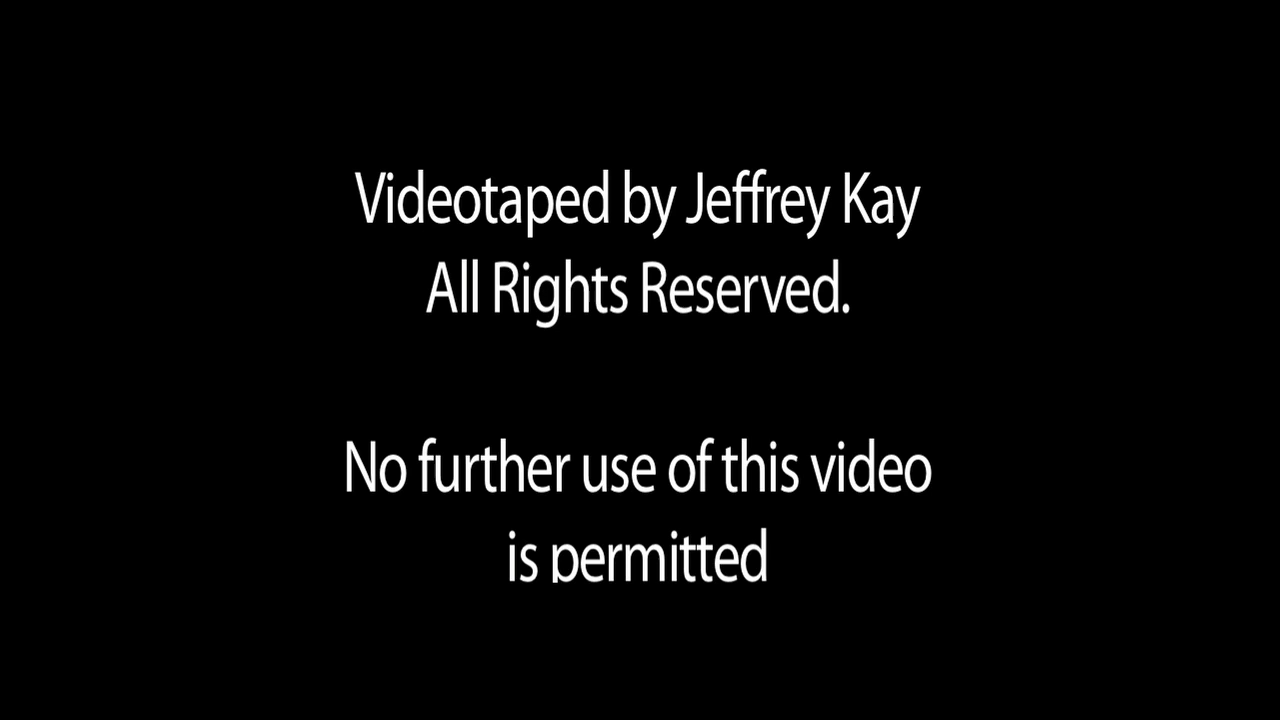 Videotaped by Jeffrey Kay
All Rights Reserved.
No further use of this video
is permitted